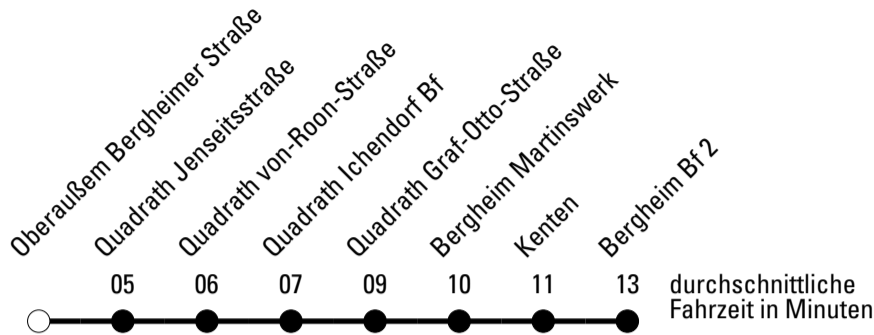 Oberaußem Bergheimer Straße
Quadrath Jenseitsstraße
Quadrath von-Roon-Straße
Quadrath Ichendorf Bf
Quadrath Graf-Otto-Straße
Bergheim Martinswerk
Kenten
Bergheim Bf 2
05 06 07 09 10 11 13 durchschnittliche
Fahrzeit in Minuten